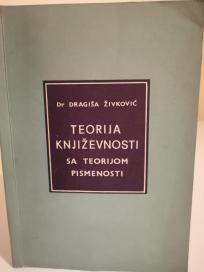 Dr DRAGIŠA ŽIVKOVIĆ
TEORIJA
KNJIŽEVNOSTI
SA TEORIJOM
PISMENOSTI